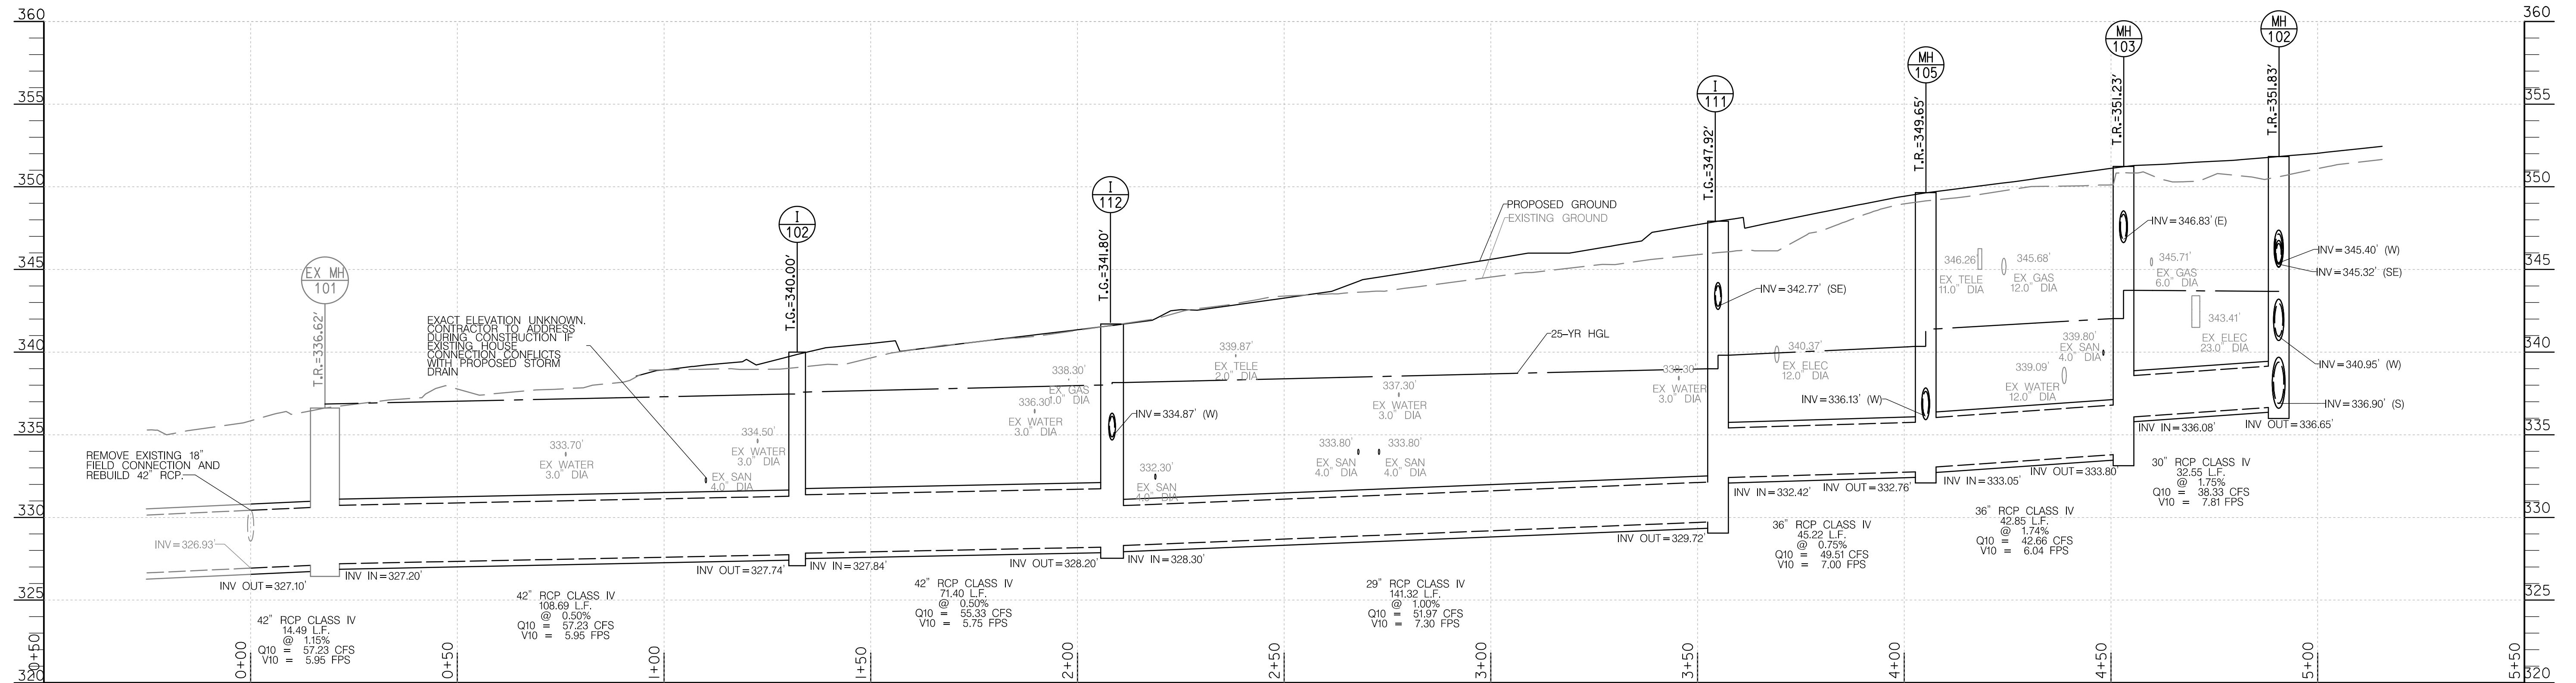 360
355
350
345
340
335
330
325
320
EX MH
101
T.R.=336.62'
I
102
T.G.=340.00'
I
112
T.G.=341.80'
I
111
T.G.=347.92'
MH
105
T.R.=349.65'
MH
103
T.R.=351.23'
MH
102
T.R.=351.83'
360
355
350
345
340
335
330
325
320
REMOVE EXISTING 18"
FIELD CONNECTION AND
REBUILD 42" RCP.
INV=326.93'
INV OUT=327.10'
42" RCP CLASS IV
14.49 L.F.
@ 1.15%
Q10 = 57.23 CFS
V10 = 5.95 FPS
EXACT ELEVATION UNKNOWN.
CONTRACTOR TO ADDRESS
DURING CONSTRUCTION IF
EXISTING HOUSE
CONNECTION CONFLICTS
WITH PROPOSED STORM
DRAIN
INV IN=327.20'
333.70'
EX WATER
3.0" DIA
42" RCP CLASS IV
108.69 L.F.
@ 0.50%
Q10 = 57.23 CFS
V10 = 5.95 FPS
EX SAN
4.0" DIA
334.50'
EX WATER
3.0" DIA
INV OUT=327.74'
INV IN=327.84'
42" RCP CLASS IV
71.40 L.F.
@ 0.50%
Q10 = 55.33 CFS
V10 = 5.75 FPS
336.30'
EX WATER
3.0" DIA
338.30'
EX GAS
1.0" DIA
INV OUT=328.20'
INV=334.87' (W)
INV IN=328.30'
332.30'
EX SAN
4.0" DIA
339.87'
EX TELE
2.0" DIA
333.80'
EX SAN
4.0" DIA
333.80'
EX SAN
4.0" DIA
337.30'
EX WATER
3.0" DIA
29" RCP CLASS IV
141.32 L.F.
@ 1.00%
Q10 = 51.97 CFS
V10 = 7.30 FPS
PROPOSED GROUND
EXISTING GROUND
25-YR HGL
338.30'
EX WATER
3.0" DIA
INV OUT=329.72'
INV=342.77' (SE)
340.37'
EX ELEC
12.0" DIA
INV=336.13' (W)
INV IN=332.42'
INV OUT=332.76'
36" RCP CLASS IV
45.22 L.F.
@ 0.75%
Q10 = 49.51 CFS
V10 = 7.00 FPS
346.26'
EX TELE
11.0" DIA
345.68'
EX GAS
12.0" DIA
339.80'
EX SAN
4.0" DIA
339.09'
EX WATER
12.0" DIA
INV IN=333.05'
INV OUT=333.80'
36" RCP CLASS IV
42.85 L.F.
@ 1.74%
Q10 = 42.66 CFS
V10 = 6.04 FPS
INV=346.83' (E)
345.71'
EX GAS
6.0" DIA
343.41'
EX ELEC
23.0" DIA
INV IN=336.08'
INV OUT=336.65'
30" RCP CLASS IV
32.55 L.F.
@ 1.75%
Q10 = 38.33 CFS
V10 = 7.81 FPS
INV=345.40' (W)
INV=345.32' (SE)
INV=340.95' (W)
INV=336.90' (S)
0+00
0+50
1+00
1+50
2+00
2+50
3+00
3+50
4+00
4+50
5+00
5+50